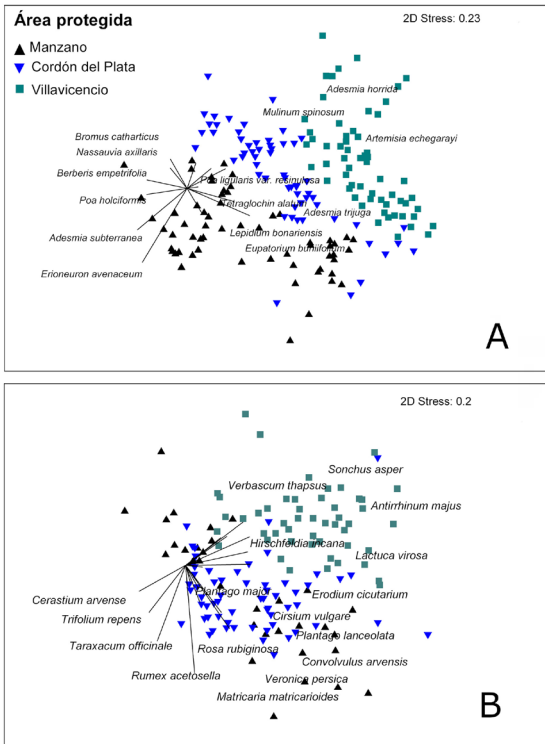 Área protegida
2D Stress: 0.23
Manzano
Cordón del Plata
Villavicencio
Adesmia horrida
Mulinum spinosum
Bromus catharticus
Artemisia echegarayi
Nassauvia axillaris
Berberis empetrifolia
Poa ligularis var. resinulosa
Poa holciformis
Tetraglochin alatum
Adesmia trijuga
Adesmia subterranea
Lepidium bonariensis
Eupatorium buniifolium
Erioneuron avenaceum
A
2D Stress: 0.2
Sonchus asper
Verbascum thapsus
Antirrhinum majus
Hirschfeldia incana
Lactuca virosa
Plantago major
Erodium cicutarium
Cerastium arvense
Cirsium vulgare
Trifolium repens
Plantago lanceolata
Taraxacum officinale
Rosa rubiginosa
Convolvulus arvensis
Rumex acetosella
Veronica persica
Matricaria matricarioides
B